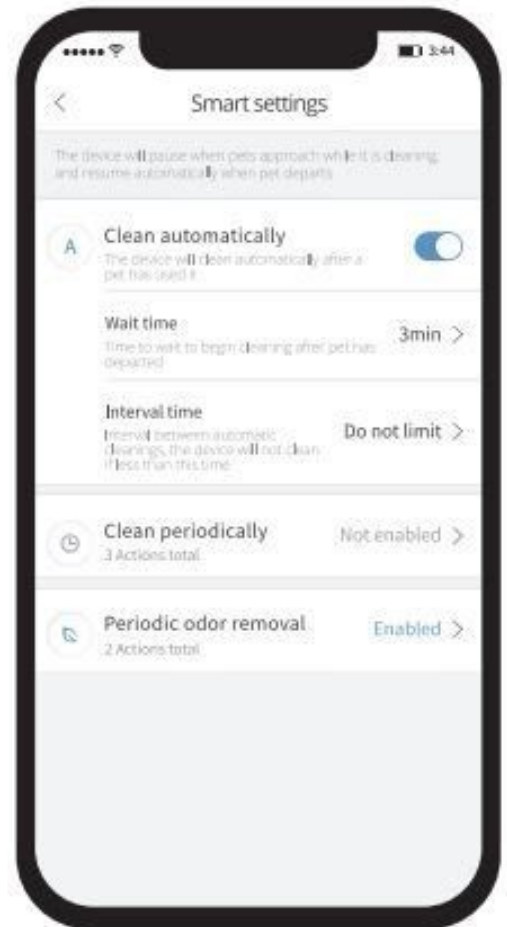 3:44
Smart settings
The device will pause when pets approach while it is cleaning,
and resume automatically when pet departs
A
Clean automatically
The device will clean automatically after a
pet has used it
Wait time
Time to wait to begin cleaning after pet has
departed
3min
Interval time
Interval between automatic
cleanings, the device will not clean
if less than this time
Do not limit
Clean periodically
3 Actions total
Not enabled
Periodic odor removal
2 Actions total
Enabled